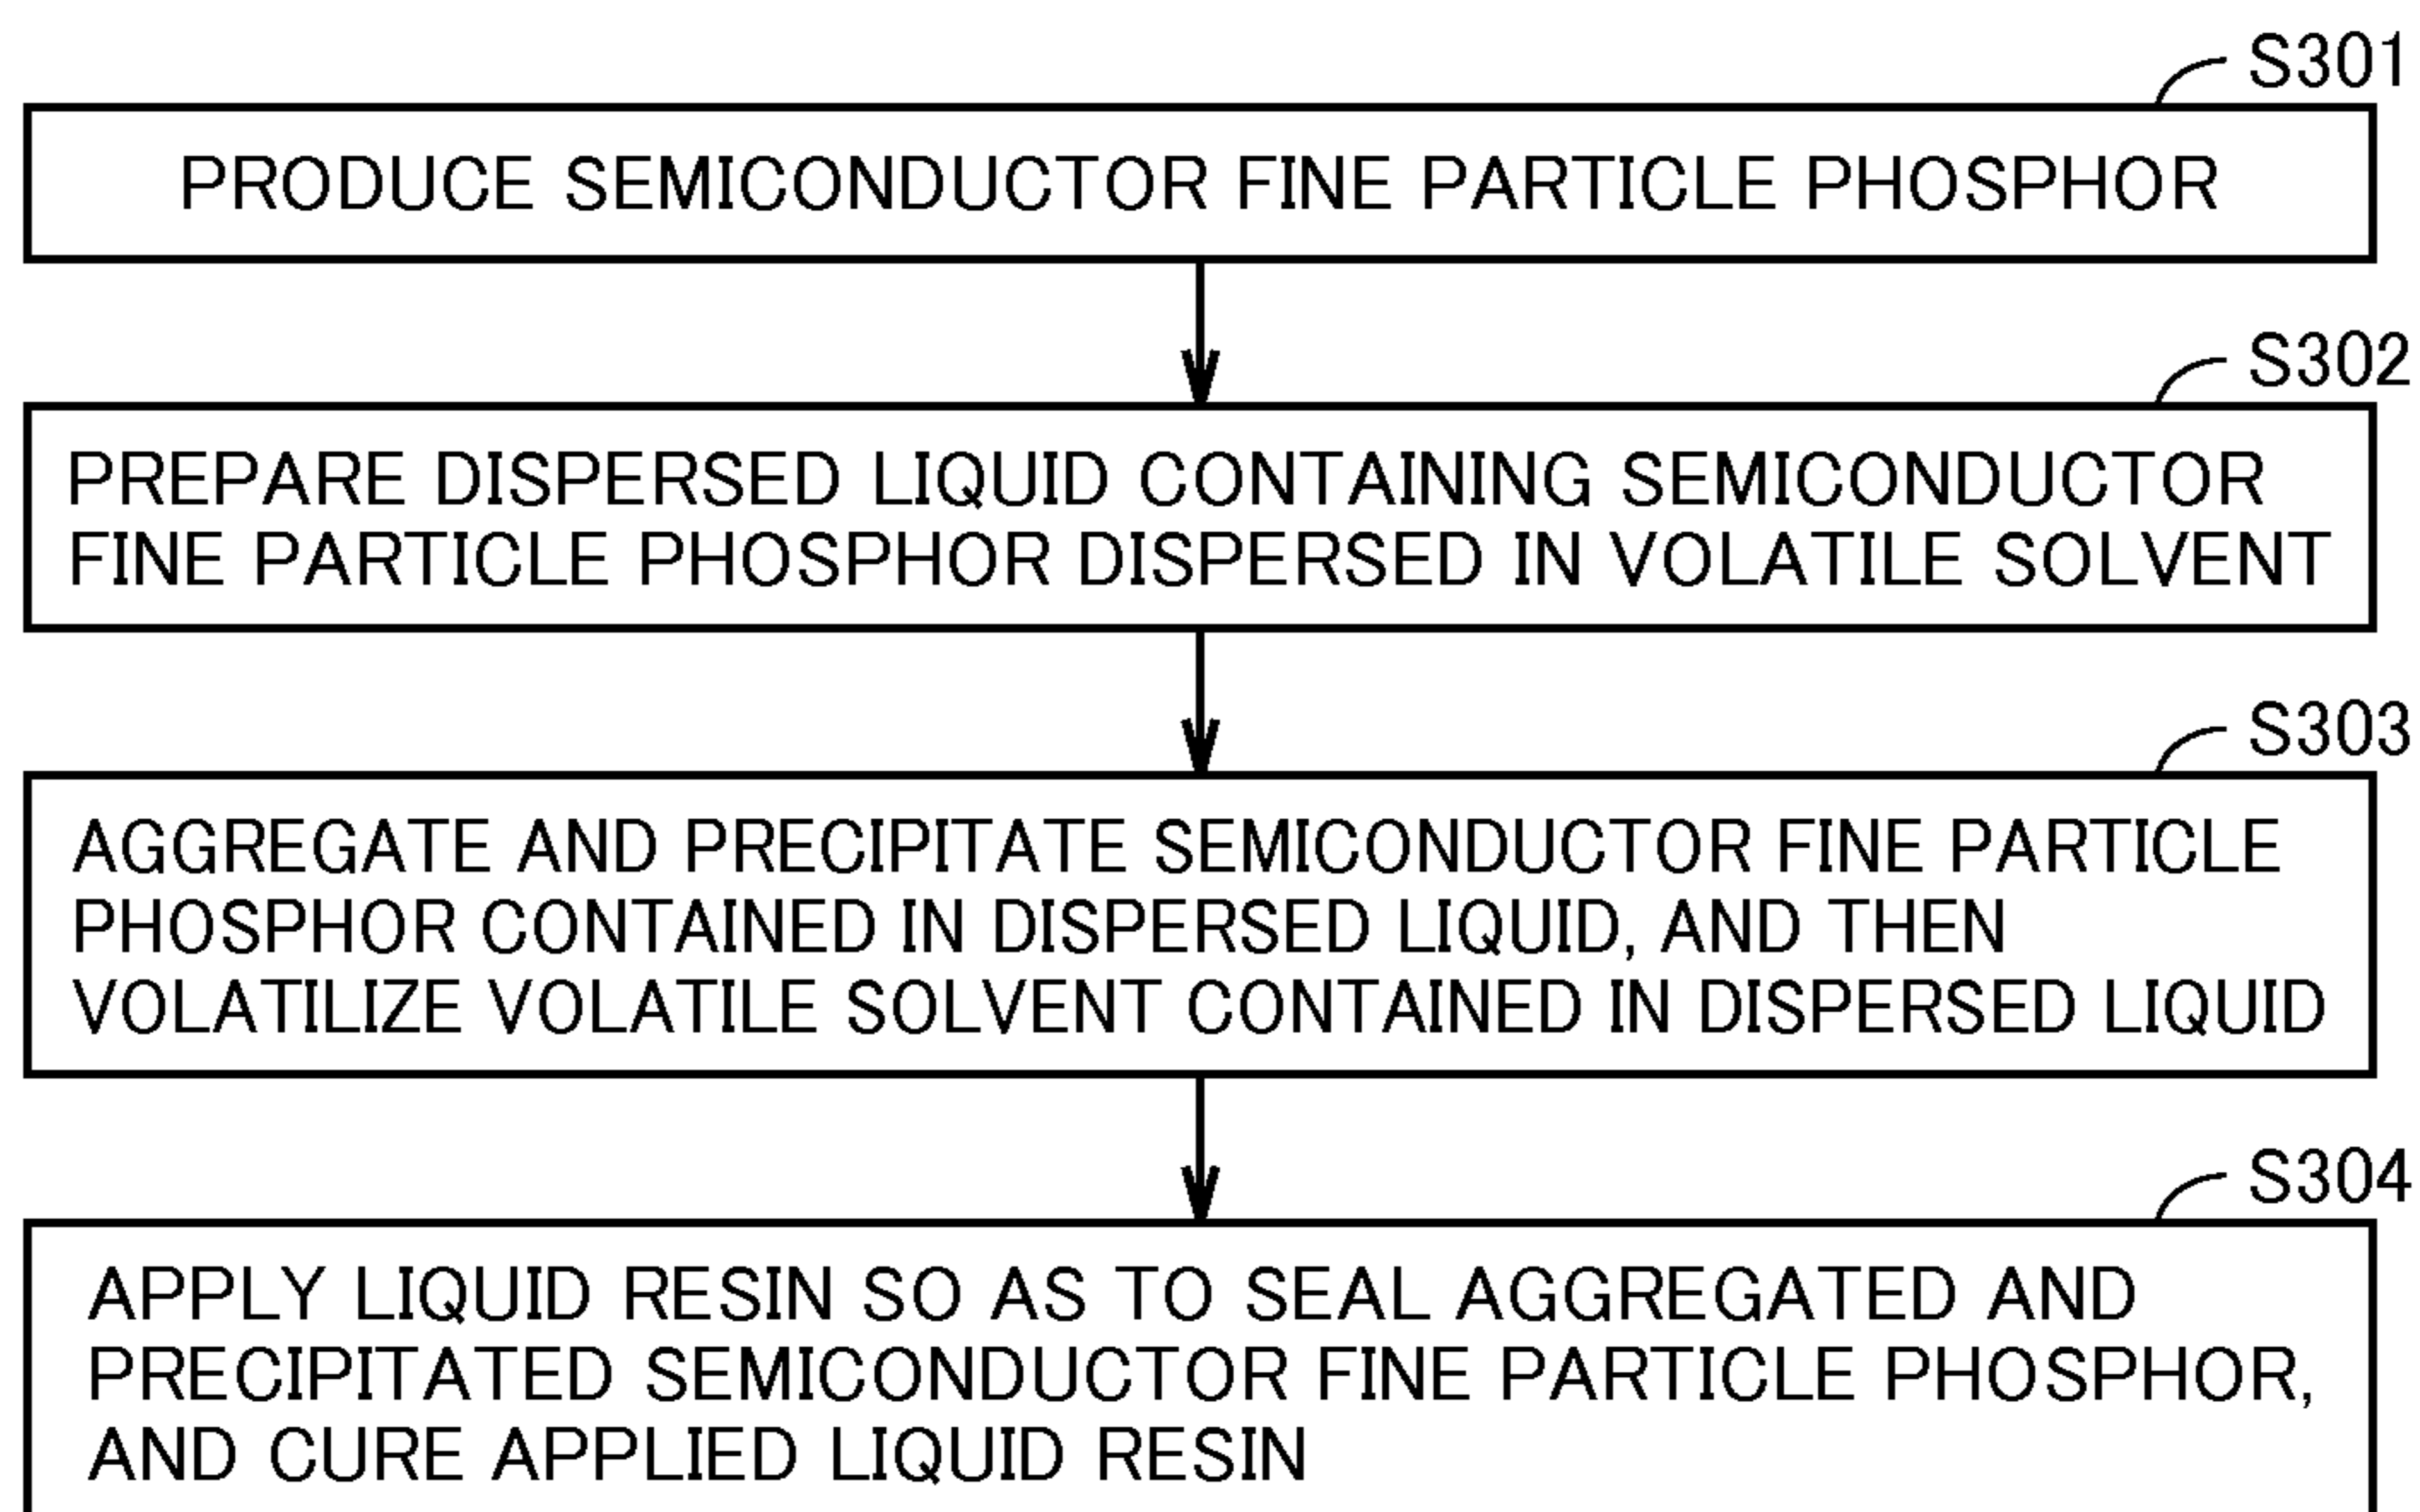 S301
PRODUCE SEMICONDUCTOR FINE PARTICLE PHOSPHOR
S302
PREPARE DISPERSED LIQUID CONTAINING SEMICONDUCTOR
FINE PARTICLE PHOSPHOR DISPERSED IN VOLATILE SOLVENT
S303
AGGREGATE AND PRECIPITATE SEMICONDUCTOR FINE PARTICLE
PHOSPHOR CONTAINED IN DISPERSED LIQUID, AND THEN
VOLATILIZE VOLATILE SOLVENT CONTAINED IN DISPERSED LIQUID
S304
APPLY LIQUID RESIN SO AS TO SEAL AGGREGATED AND
PRECIPITATED SEMICONDUCTOR FINE PARTICLE PHOSPHOR,
AND CURE APPLIED LIQUID RESIN